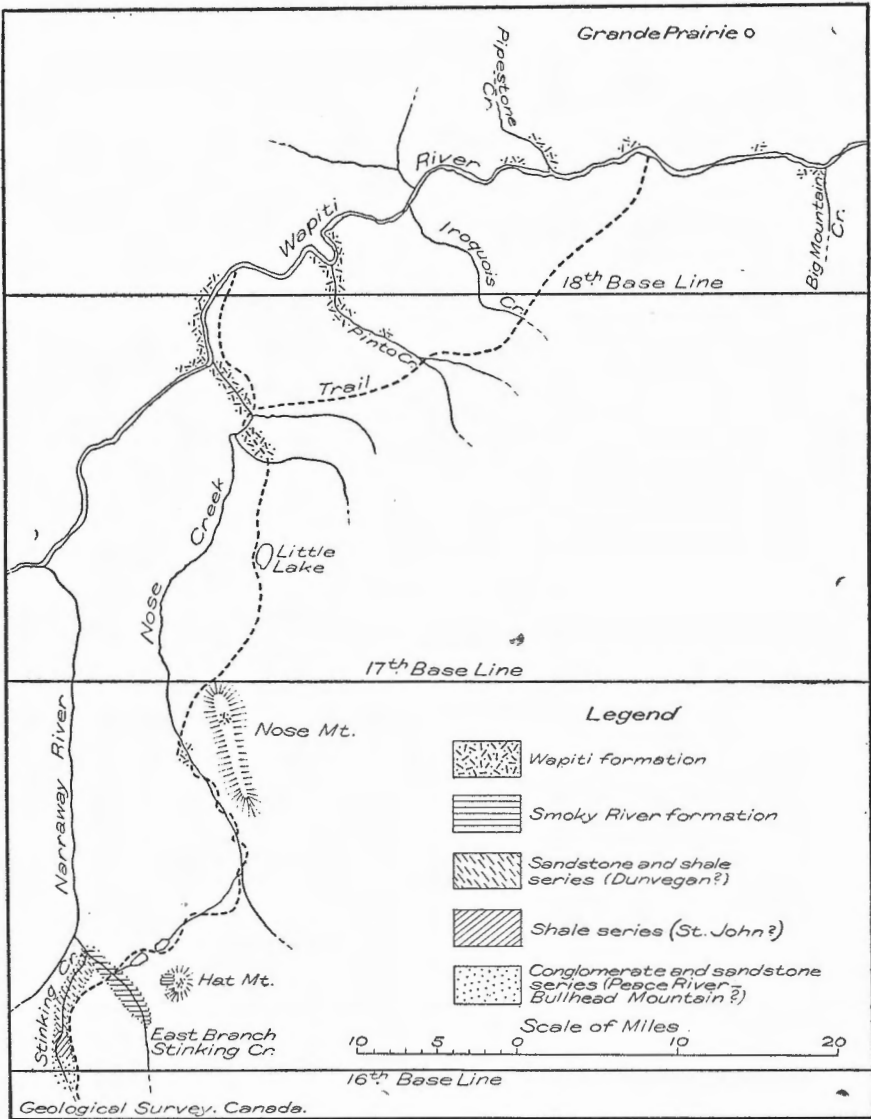 Grande Prairie
Pipestone
Cr.
River
Wapiti
Iroquois
Cr.
Big Mountain
Cr.
18th Base Line
Pinto Cr.
Trail
Creek
Nose
Little
Lake
17th Base Line
Nose Mt.
Narraway River
Legend
Wapiti formation
Smoky River formation
Sandstone and shale
series (Dunvegan?)
Shale series (St. John?)
Conglomerate and sandstone
series (Peace River-
Bullhead Mountain?)
Hat Mt.
Stinking Cr.
East Branch
Stinking Cr.
Scale of Miles
10 5 0 10 20
16th Base Line
Geological Survey. Canada.